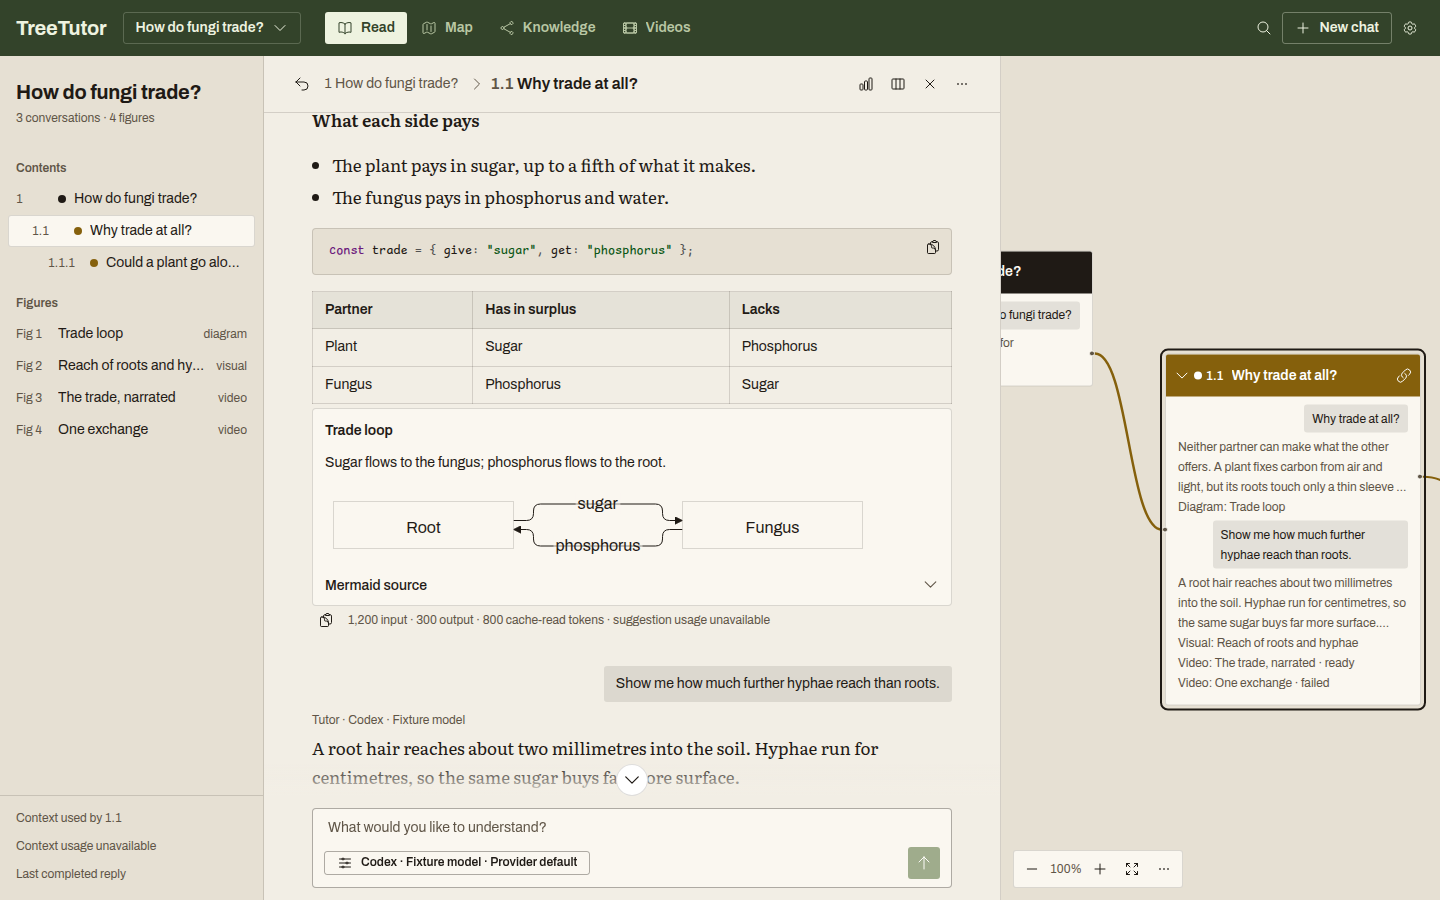 TreeTutor
How do fungi trade?
Read
Map
Knowledge
Videos
New chat
How do fungi trade?
3 conversations · 4 figures
Contents
1 How do fungi trade?
1.1 Why trade at all?
1.1.1 Could a plant go alo...
Figures
Fig 1 Trade loop diagram
Fig 2 Reach of roots and hy... visual
Fig 3 The trade, narrated video
Fig 4 One exchange video
Context used by 1.1
Context usage unavailable
Last completed reply
1 How do fungi trade?
1.1 Why trade at all?
What each side pays
The plant pays in sugar, up to a fifth of what it makes.
The fungus pays in phosphorus and water.
const trade = { give: "sugar", get: "phosphorus" };
Partner Has in surplus Lacks
Plant Sugar Phosphorus
Fungus Phosphorus Sugar
Trade loop
Sugar flows to the fungus; phosphorus flows to the root.
sugar
Root
Fungus
phosphorus
Mermaid source
1,200 input · 300 output · 800 cache-read tokens · suggestion usage unavailable
Show me how much further hyphae reach than roots.
Tutor · Codex · Fixture model
A root hair reaches about two millimetres into the soil. Hyphae run for
centimetres, so the same sugar buys fa ore surface.
What would you like to understand?
Codex · Fixture model · Provider default
de?
o fungi trade?
for
1.1 Why trade at all?
Why trade at all?
Neither partner can make what the other
offers. A plant fixes carbon from air and
light, but its roots touch only a thin sleeve ...
Diagram: Trade loop
Show me how much further
hyphae reach than roots.
A root hair reaches about two millimetres
into the soil. Hyphae run for centimetres, so
the same sugar buys far more surface....
Visual: Reach of roots and hyphae
Video: The trade, narrated · ready
Video: One exchange · failed
100%